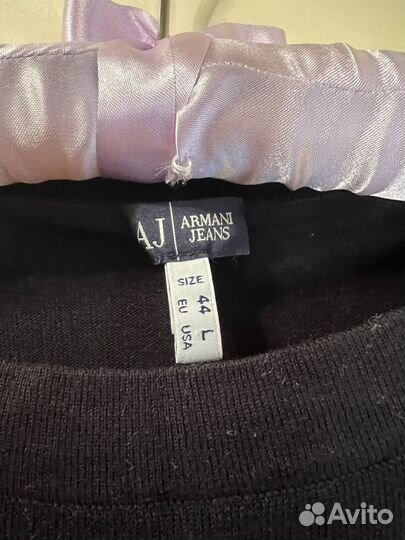 AJ ARMANI
JEANS
SIZE
EU 44
USA L
Avito